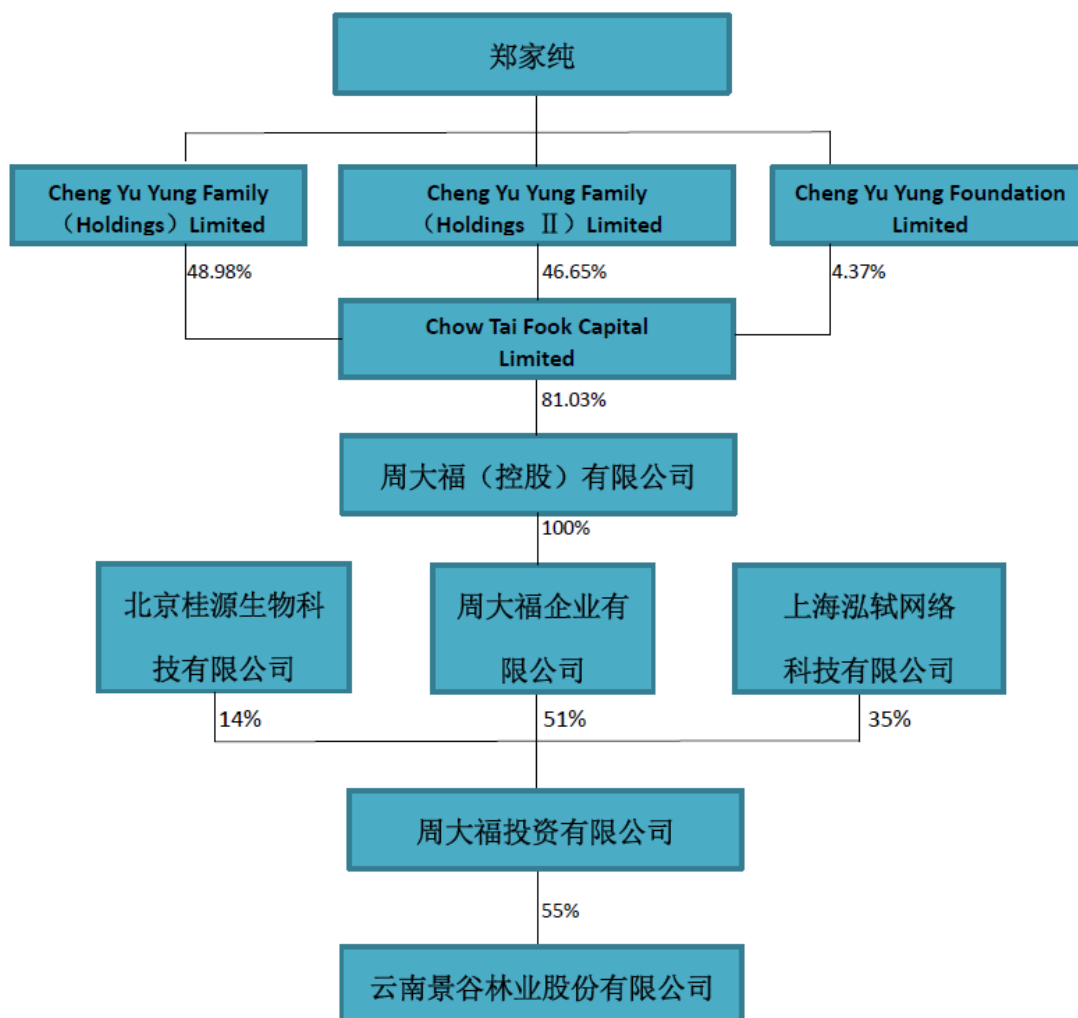 郑家纯
Cheng Yu Yung Family
（Holdings）Limited
Cheng Yu Yung Family
（Holdings Ⅱ）Limited
Cheng Yu Yung Foundation
Limited
48.98%
46.65%
4.37%
Chow Tai Fook Capital
Limited
81.03%
周大福（控股）有限公司
100%
北京桂源生物科
技有限公司
周大福企业有
限公司
上海泓轼网络
科技有限公司
14%
51%
35%
周大福投资有限公司
55%
云南景谷林业股份有限公司